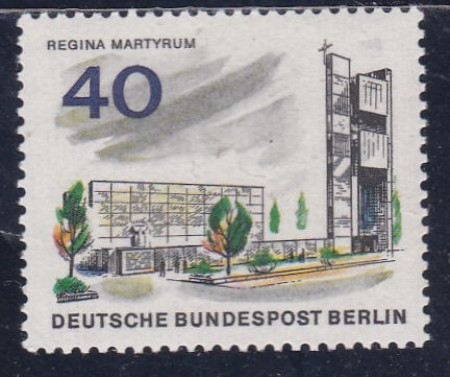 REGINA MARTYRUM
40
DEUTSCHE BUNDESPOST BERLIN